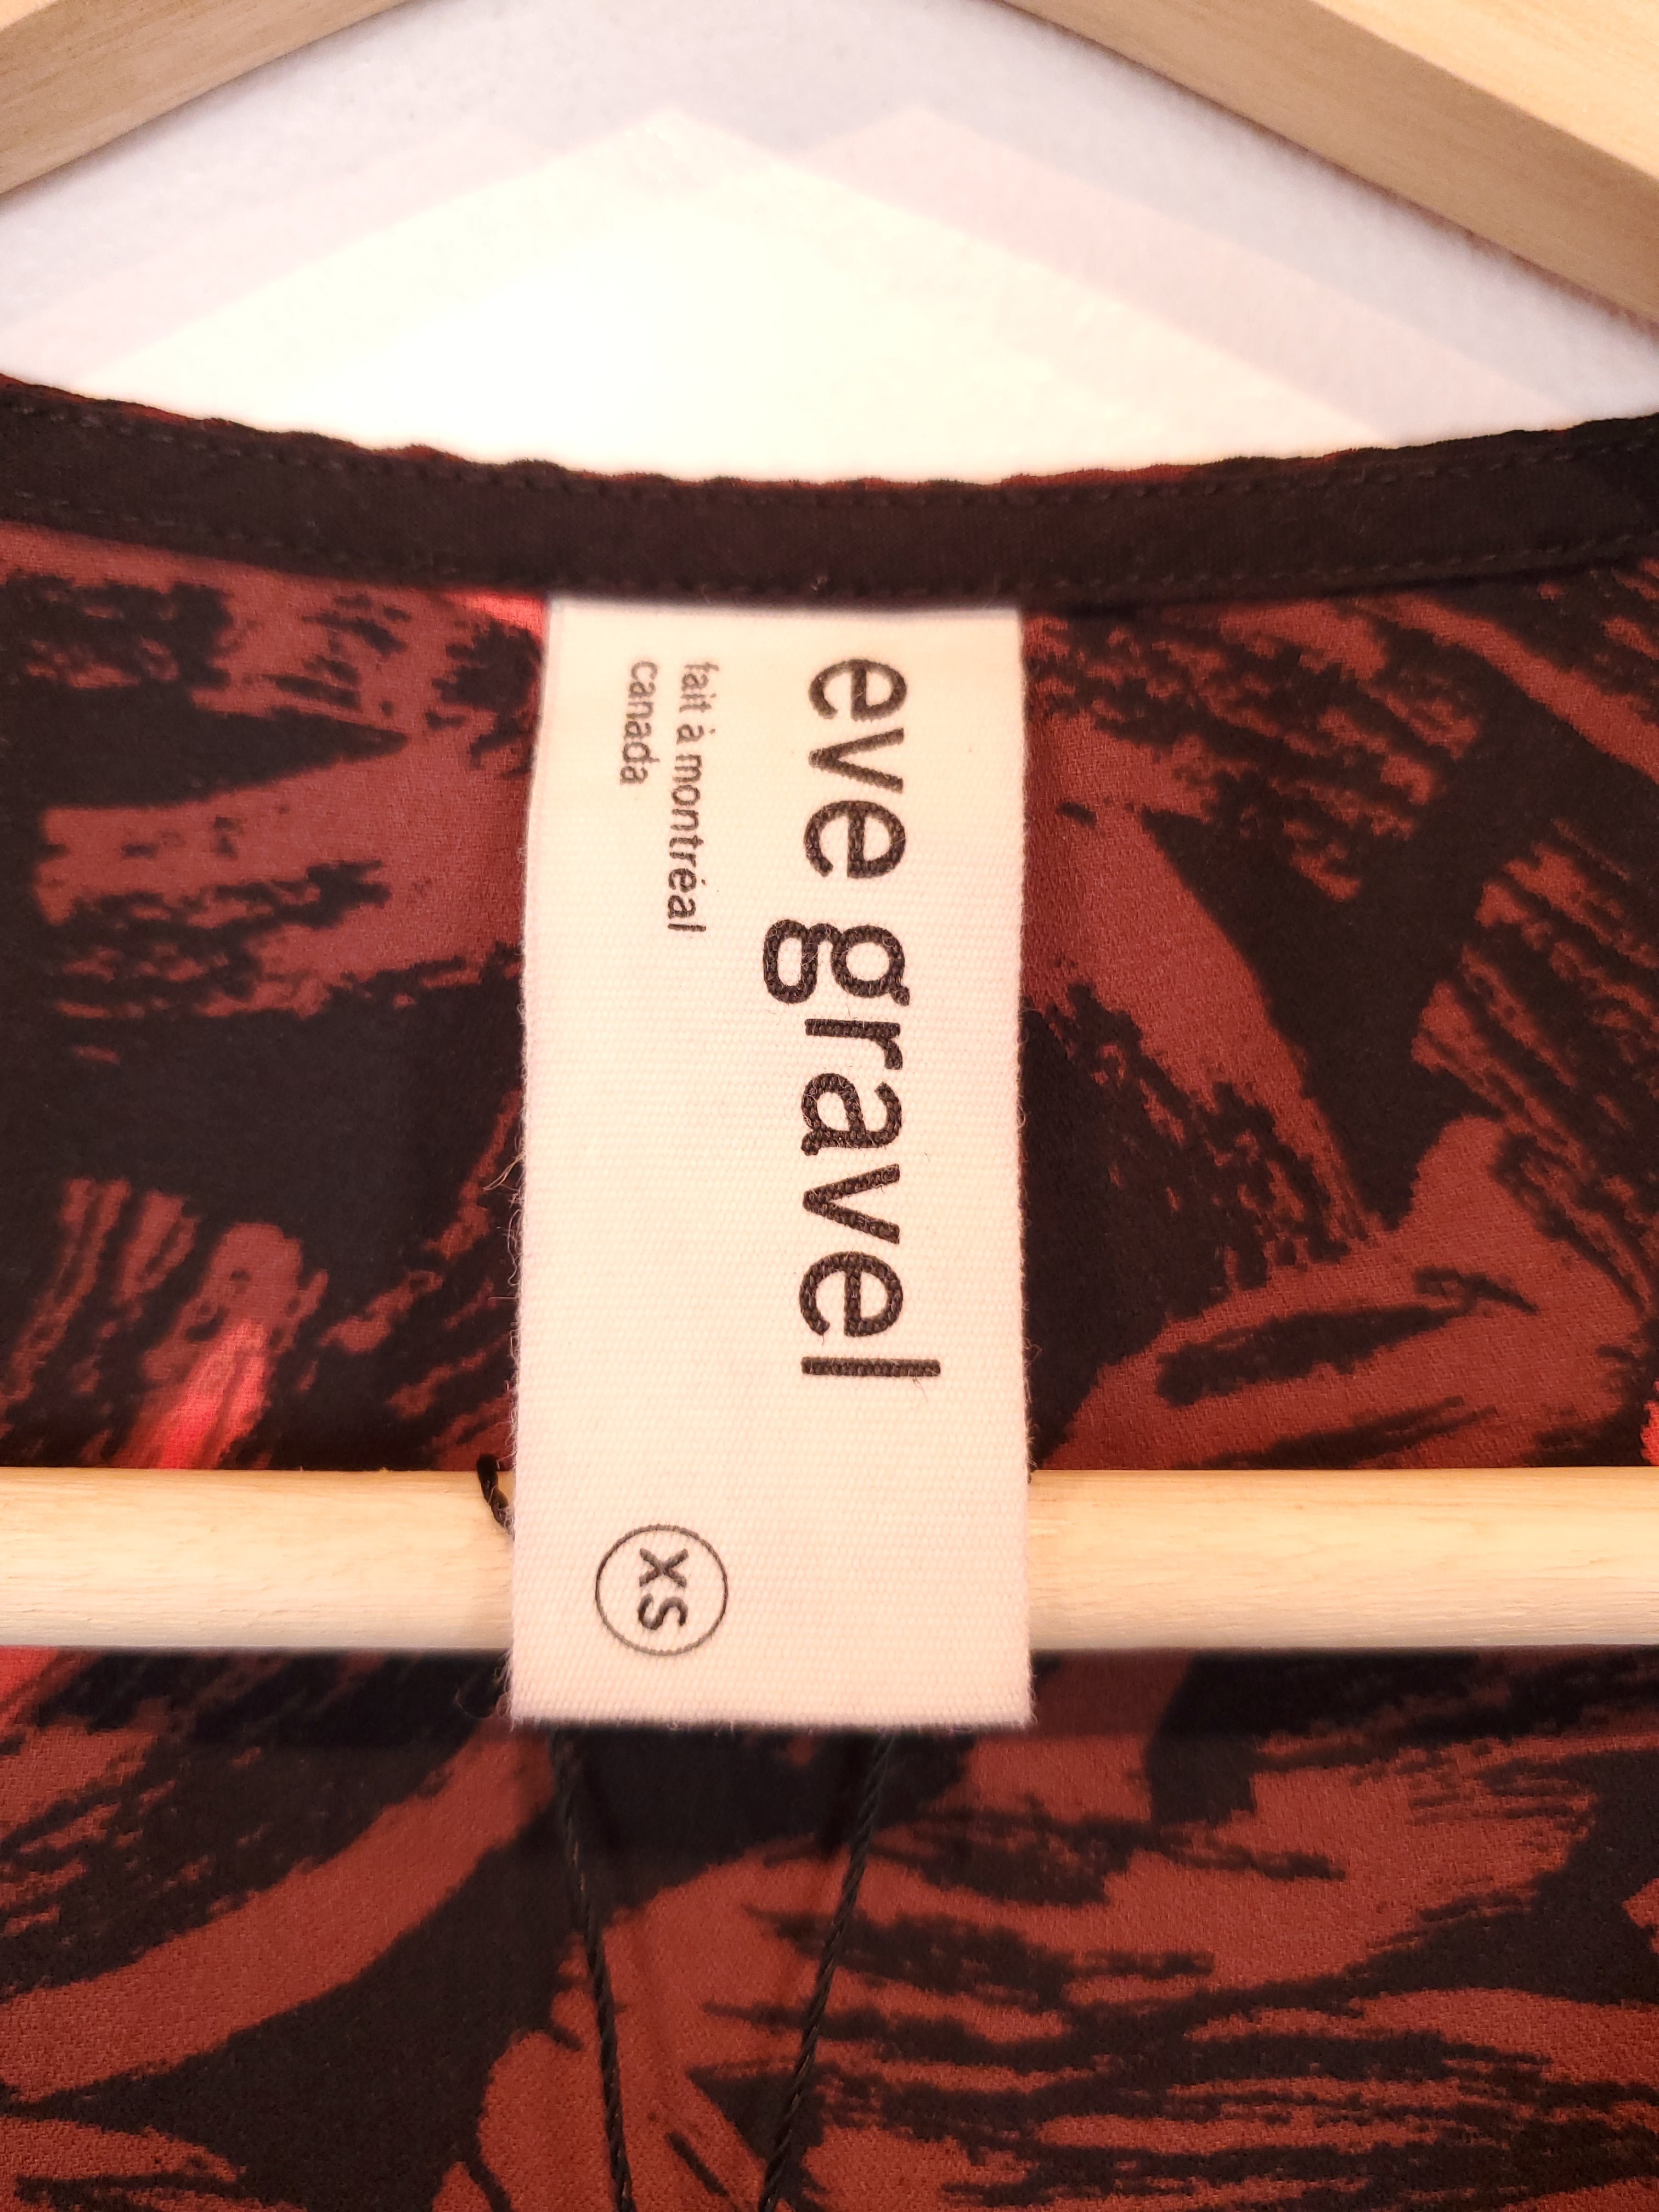 eve gravel
fait à montréal
canada
xs